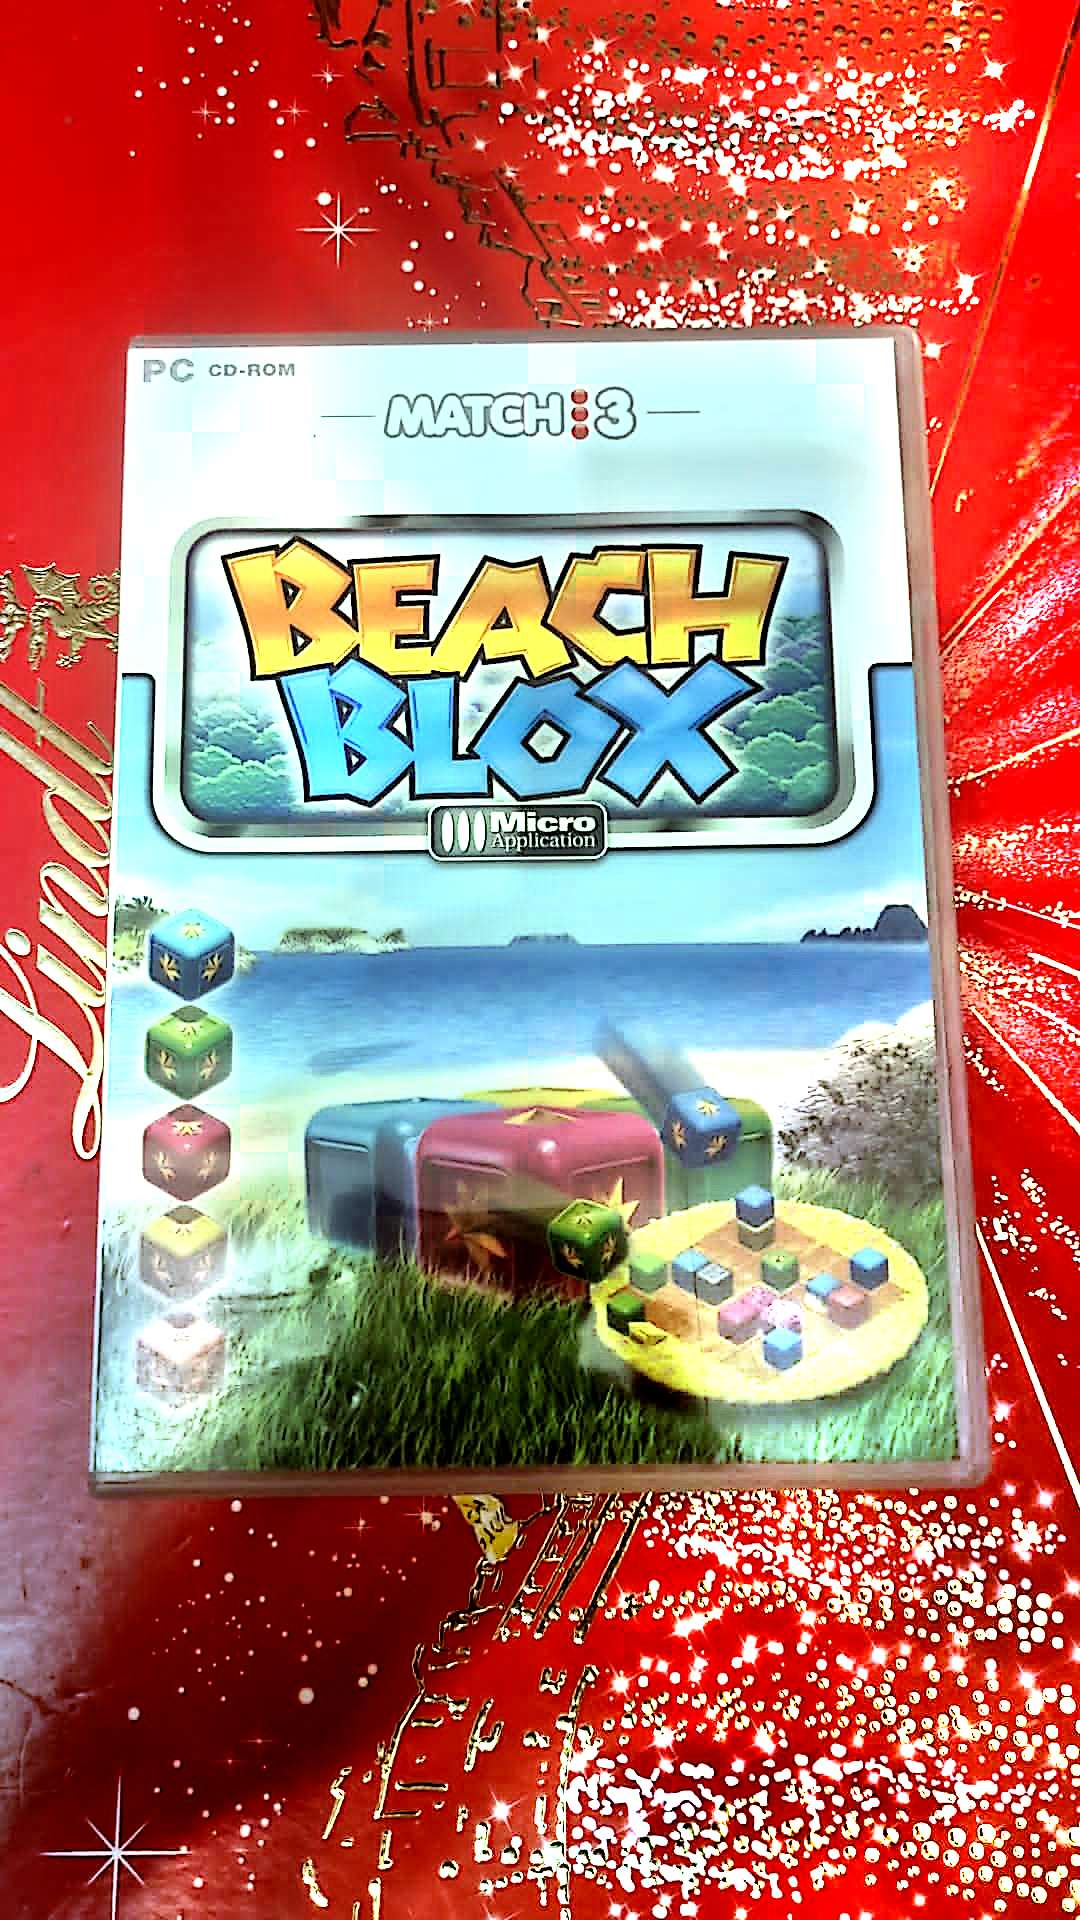 PC CD-ROM
MATCH 3
BEACH
BLOX
Micro
Application
Lindt